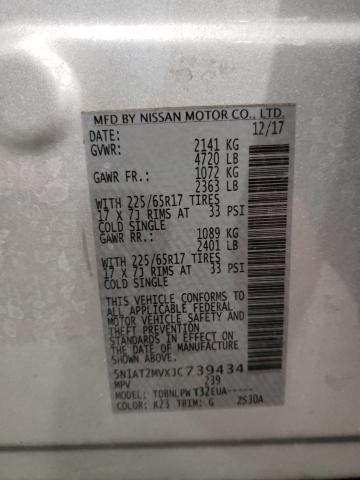 MFD BY NISSAN MOTOR CO., LTD.
DATE: 12/17
GVWR: 2141 KG
4720 LB
GAWR FR.: 1072 KG
2363 LB
WITH 225/65R17 TIRES
17 X 7J RIMS AT 33 PSI
COLD SINGLE
GAWR RR.: 1089 KG
2401 LB
WITH 225/65R17 TIRES
17 X 7J RIMS AT 33 PSI
COLD SINGLE
THIS VEHICLE CONFORMS TO
ALL APPLICABLE FEDERAL
MOTOR VEHICLE SAFETY AND
THEFT PREVENTION
STANDARDS IN EFFECT ON
THE DATE OF MANUFACTURE
SHOWN ABOVE.
5N1AT2MVXJC739434
MPV 239
MODEL: TDBNLPWT32EUA-----
COLOR: K23 TRIM: G 2530A